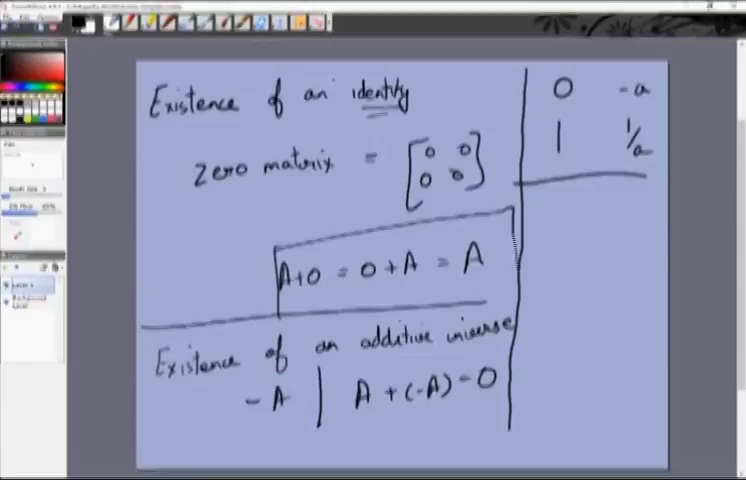 Existence of an identity
zero matrix = [0 0
0 0]
A+0 = 0+A = A
Existence of an additive inverse
-A | A + (-A) = 0
0 -a
1 1/a